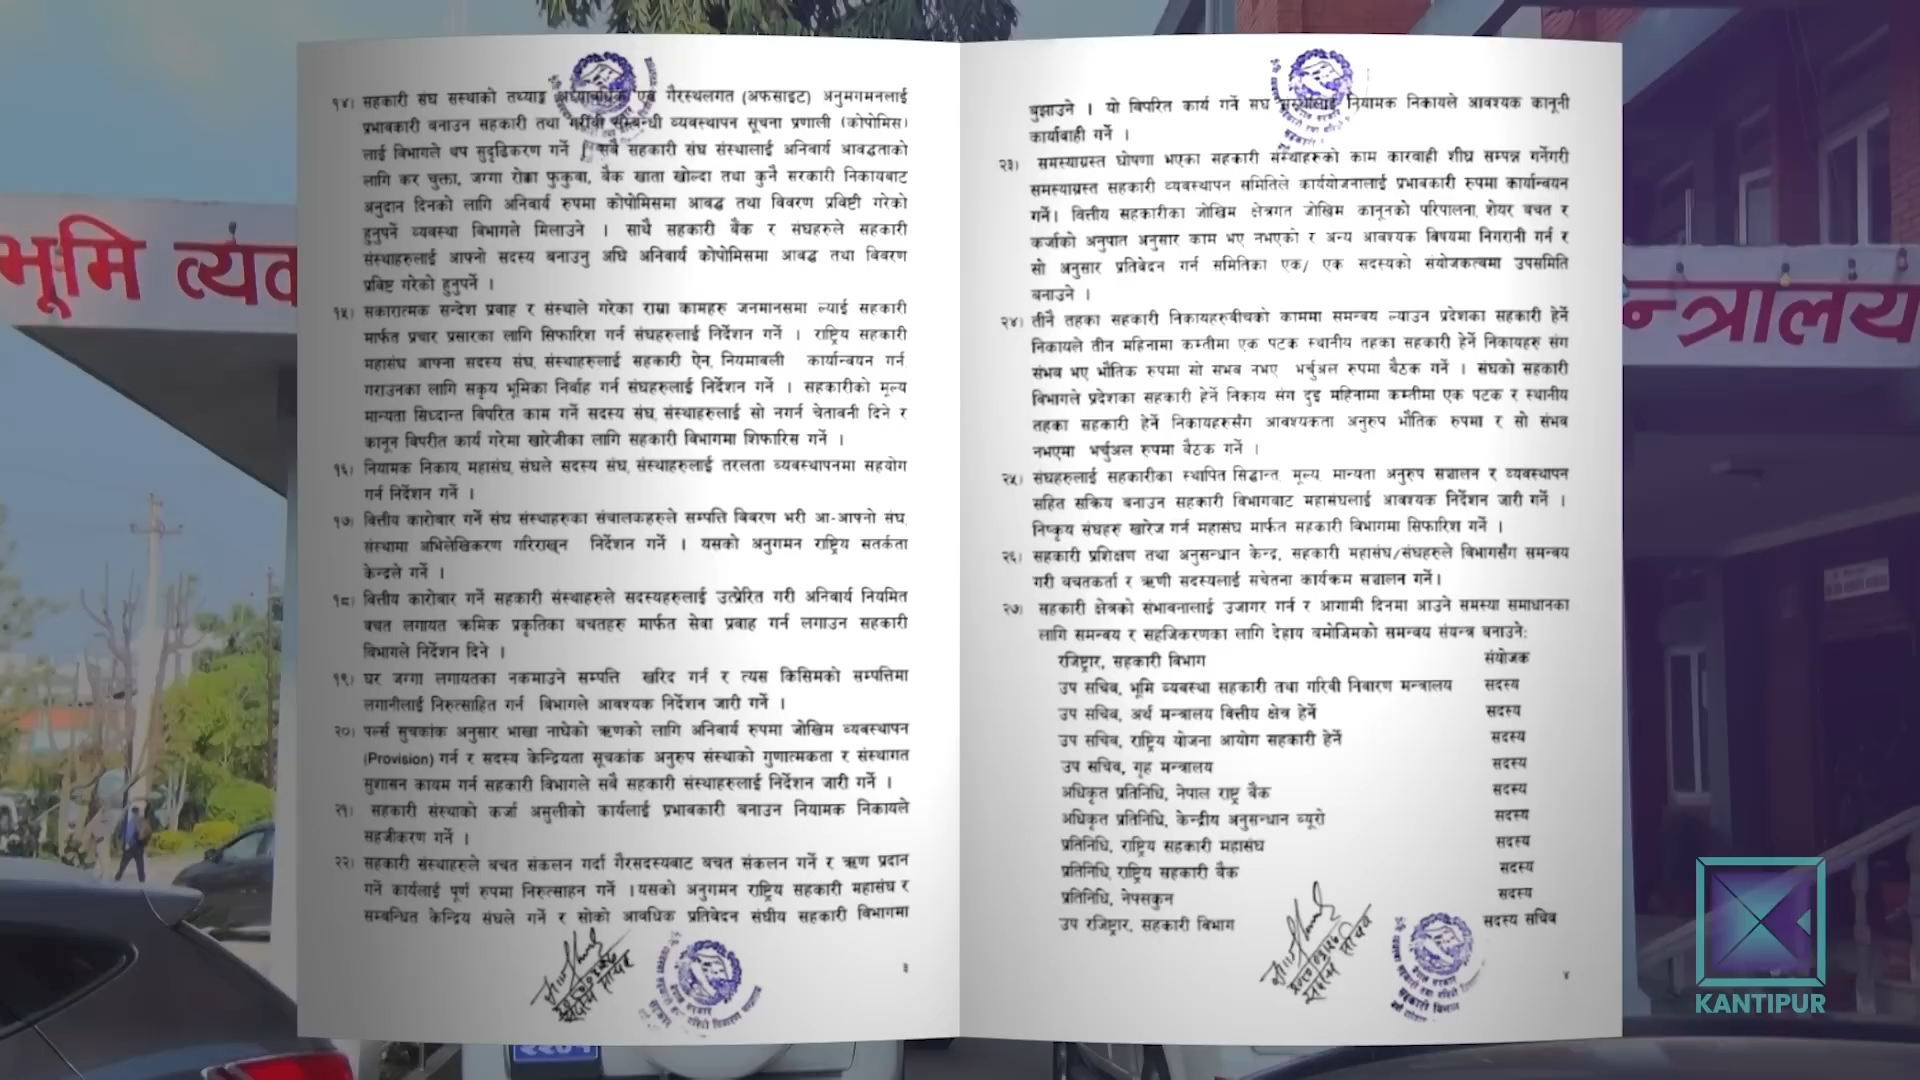 भूमि व्यव
न्त्रालय
१४) सहकारी संघ सस्थाको तथ्याङ्क अध्यावधिक एवं गैरस्थलगत (अफसाइट) अनुमगमनलाई
प्रभावकारी बनाउन सहकारी तथा गरीवी सम्बन्धी व्यवस्थापन सूचना प्रणाली (कोपोमिस)
लाई विभागले थप सुदृढिकरण गर्ने । सबै सहकारी संघ संस्थालाई अनिवार्य आवद्धताको
लागि कर चुक्ता, जग्गा रोक्का फुकुवा, बैक खाता खोल्दा तथा कुनै सरकारी निकायबाट
अनुदान दिनको लागि अनिवार्य रुपमा कोपोमिसमा आवद्ध तथा विवरण प्रविष्टी गरेको
हुनुपर्ने व्यवस्था विभागले मिलाउने । साथै सहकारी बैंक र संघहरुले सहकारी
संस्थाहरुलाई आफ्नो सदस्य बनाउनु अघि अनिवार्य कोपोमिसमा आवद्ध तथा विवरण
प्रविष्ट गरेको हुनुपर्ने ।
१५) सकारात्मक सन्देश प्रवाह र संस्थाले गरेका राम्रा कामहरु जनमानसमा ल्याई सहकारी
मार्फत प्रचार प्रसारका लागि सिफारिश गर्न संघहरुलाई निर्देशन गर्ने । राष्ट्रिय सहकारी
महासंघ आफ्ना सदस्य संघ, संस्थाहरुलाई सहकारी ऐन, नियमावली कार्यान्वयन गर्न
गराउनका लागि सकृय भूमिका निर्वाह गर्न संघहरुलाई निर्देशन गर्ने । सहकारीको मूल्य
मान्यता सिध्दान्त विपरित काम गर्ने सदस्य संघ, संस्थाहरुलाई सो नगर्न चेतावनी दिने र
कानून विपरीत कार्य गरेमा खारेजीका लागि सहकारी विभागमा शिफारिस गर्ने ।
१६) नियामक निकाय, महासंघ, संघले सदस्य संघ, संस्थाहरुलाई तरलता व्यवस्थापनमा सहयोग
गर्न निर्देशन गर्ने ।
१७) वित्तीय कारोबार गर्ने संघ संस्थाहरुका संचालकहरुले सम्पत्ति विवरण भरी आ-आफ्नो संघ,
संस्थामा अभिलेखिकरण गरिराख्न निर्देशन गर्ने । यसको अनुगमन राष्ट्रिय सतर्कता
केन्द्रले गर्ने ।
१८) वित्तीय कारोबार गर्ने सहकारी संस्थाहरुले सदस्यहरुलाई उत्प्रेरित गरी अनिवार्य नियमित
बचत लगायत क्रमिक प्रकृतिका बचतहरु मार्फत सेवा प्रवाह गर्न लगाउन सहकारी
विभागले निर्देशन दिने ।
१९) घर जग्गा लगायतका नकमाउने सम्पत्ति खरिद गर्न र त्यस किसिमको सम्पत्तिमा
लगानीलाई निरुत्साहित गर्न विभागले आवश्यक निर्देशन जारी गर्ने ।
२०) पर्ल्स सुचकांक अनुसार भाखा नाघेको ऋणको लागि अनिवार्य रुपमा जोखिम व्यवस्थापन
(Provision) गर्न र सदस्य केन्द्रियता सूचकांक अनुरुप संस्थाको गुणात्मकता र संस्थागत
सुशासन कायम गर्न सहकारी विभागले सबै सहकारी संस्थाहरुलाई निर्देशन जारी गर्ने ।
२१) सहकारी संस्थाको कर्जा असुलीको कार्यलाई प्रभावकारी बनाउन नियामक निकायले
सहजीकरण गर्ने ।
२२) सहकारी संस्थाहरुले बचत संकलन गर्दा गैरसदस्यबाट बचत संकलन गर्ने र ऋण प्रदान
गर्ने कार्यलाई पूर्ण रुपमा निरुत्साहन गर्ने । यसको अनुगमन राष्ट्रिय सहकारी महासंघ र
सम्बन्धित केन्द्रिय संघले गर्ने र सोको आवधिक प्रतिवेदन संघीय सहकारी विभागमा
३
बुझाउने । यो विपरित कार्य गर्ने संघ संस्थालाई नियामक निकायले आवश्यक कानूनी
कार्यावाही गर्ने ।
२३) समस्याग्रस्त घोषणा भएका सहकारी संस्थाहरुको काम कारवाही शीघ्र सम्पन्न गर्नेगरी
समस्याग्रस्त सहकारी व्यवस्थापन समितिले कार्ययोजनालाई प्रभावकारी रुपमा कार्यान्वयन
गर्ने। वित्तीय सहकारीका जोखिम क्षेत्रगत जोखिम कानूनको परिपालना, शेयर बचत र
कर्जाको अनुपात अनुसार काम भए नभएको र अन्य आवश्यक विषयमा निगरानी गर्न र
सो अनुसार प्रतिवेदन गर्न समितिका एक/ एक सदस्यको संयोजकत्वमा उपसमिति
बनाउने ।
२४) तीनै तहका सहकारी निकायहरुबीचको काममा समन्वय ल्याउन प्रदेशका सहकारी हेर्ने
निकायले तीन महिनामा कम्तीमा एक पटक स्थानीय तहका सहकारी हेर्ने निकायहरु संग
संभव भए भौतिक रुपमा सो संभव नभए भर्चुअल रुपमा बैठक गर्ने । संघको सहकारी
विभागले प्रदेशका सहकारी हेर्ने निकाय संग दुइ महिनामा कम्तीमा एक पटक र स्थानीय
तहका सहकारी हेर्ने निकायहरुसँग आवश्यकता अनुरुप भौतिक रुपमा र सो संभव
नभएमा भर्चुअल रुपमा बैठक गर्ने ।
२५) संघहरुलाई सहकारीका स्थापित सिद्धान्त, मूल्य, मान्यता अनुरुप सञ्चालन र व्यवस्थापन
सहित सक्रिय बनाउन सहकारी विभागबाट महासंघलाई आवश्यक निर्देशन जारी गर्ने ।
निष्कृय संघहरु खारेज गर्न महासंघ मार्फत सहकारी विभागमा सिफारिश गर्ने ।
२६) सहकारी प्रशिक्षण तथा अनुसन्धान केन्द्र, सहकारी महासंघ/संघहरुले विभागसँग समन्वय
गरी बचतकर्ता र ऋणी सदस्यलाई सचेतना कार्यक्रम सञ्चालन गर्ने।
२७) सहकारी क्षेत्रको संभावनालाई उजागर गर्न र आगामी दिनमा आउने समस्या समाधानका
लागि समन्वय र सहजिकरणका लागि देहाय बमोजिमको समन्वय संयन्त्र बनाउने:
रजिष्ट्रार, सहकारी विभाग संयोजक
उप सचिव, भूमि व्यवस्था सहकारी तथा गरिवी निवारण मन्त्रालय सदस्य
उप सचिव, अर्थ मन्त्रालय वित्तीय क्षेत्र हेर्ने सदस्य
उप सचिव, राष्ट्रिय योजना आयोग सहकारी हेर्ने सदस्य
उप सचिव, गृह मन्त्रालय सदस्य
अधिकृत प्रतिनिधि, नेपाल राष्ट्र बैंक सदस्य
अधिकृत प्रतिनिधि, केन्द्रीय अनुसन्धान ब्यूरो सदस्य
प्रतिनिधि, राष्ट्रिय सहकारी महासंघ सदस्य
प्रतिनिधि, राष्ट्रिय सहकारी बैंक सदस्य
प्रतिनिधि, नेफ्सकुन सदस्य
उप रजिष्ट्रार, सहकारी विभाग सदस्य सचिव
४
KANTIPUR